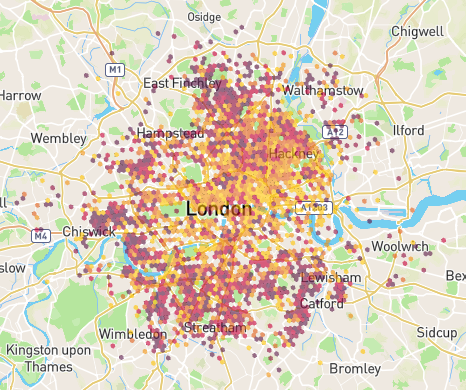 Osidge
Chigwell
M1
East Finchley
Walthamstow
Harrow
A12
Ilford
Wembley
Hampstead
Hackney
ll
London
A1203
M4
Chiswick
Woolwich
slow
Lewisham
Bex
Catford
Wimbledon
Streatham
Sidcup
Kingston upon
Thames
Bromley